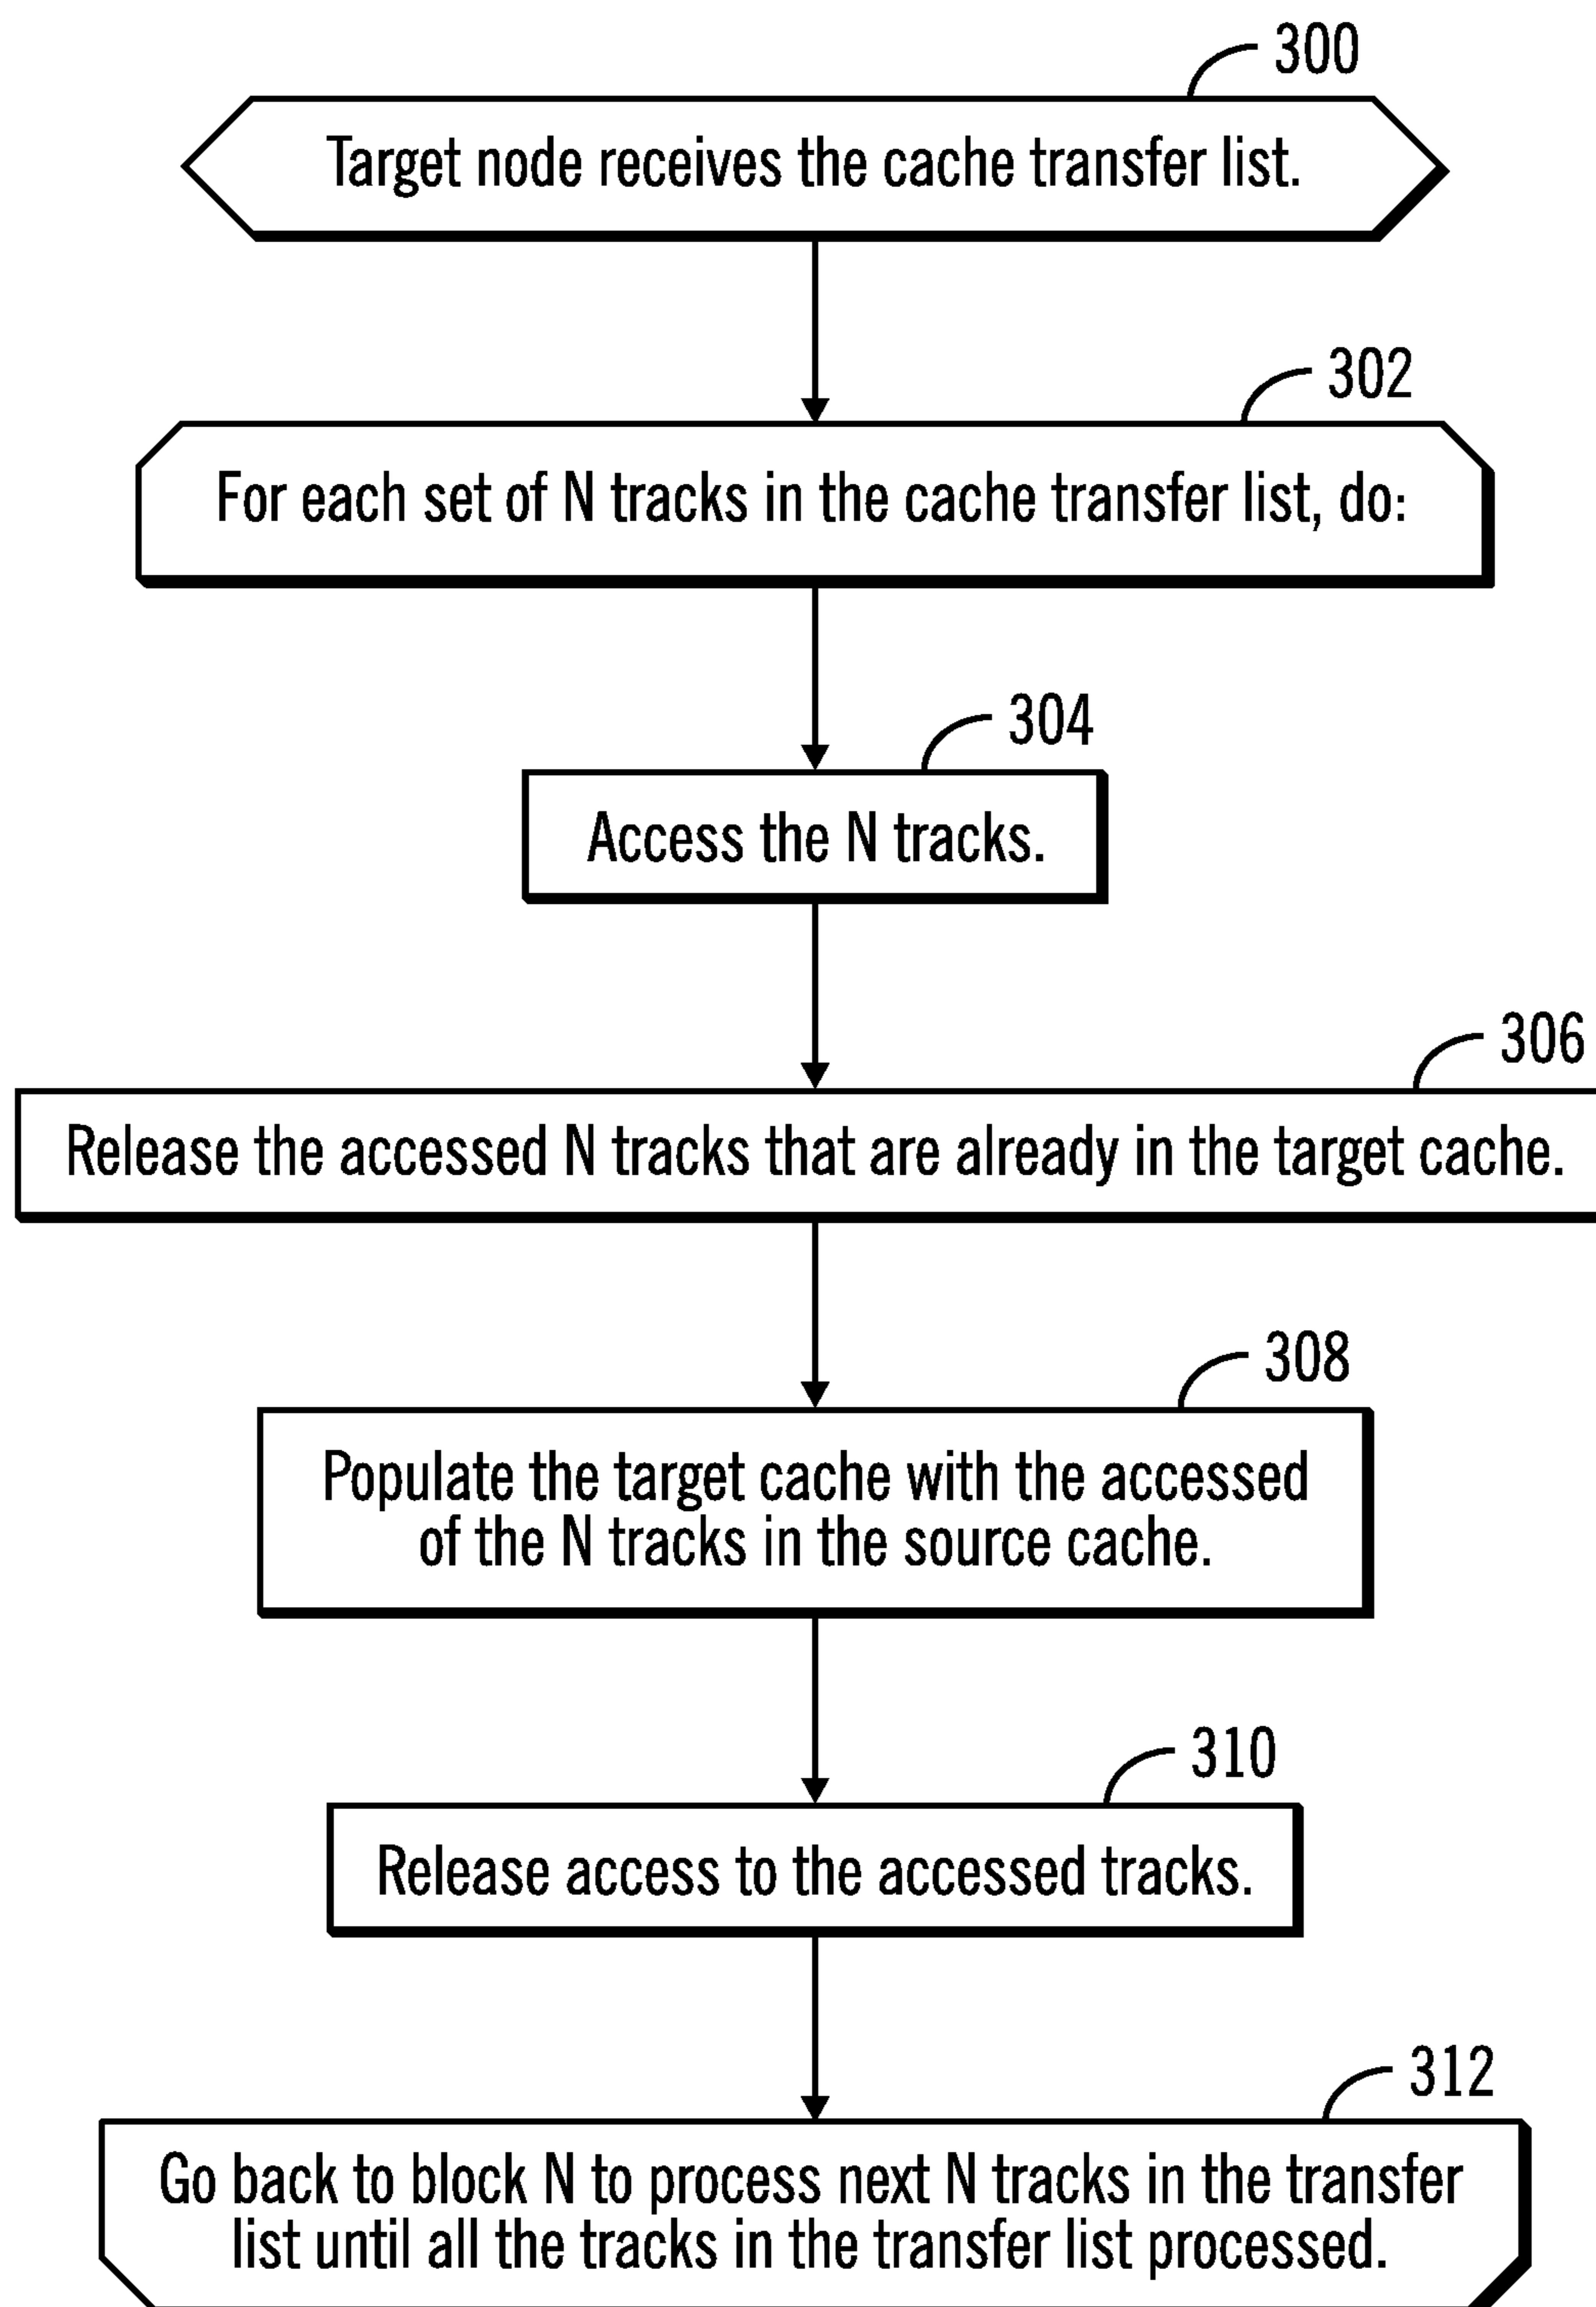 300
Target node receives the cache transfer list.
302
For each set of N tracks in the cache transfer list, do:
304
Access the N tracks.
306
Release the accessed N tracks that are already in the target cache.
308
Populate the target cache with the accessed
of the N tracks in the source cache.
310
Release access to the accessed tracks.
312
Go back to block N to process next N tracks in the transfer
list until all the tracks in the transfer list processed.